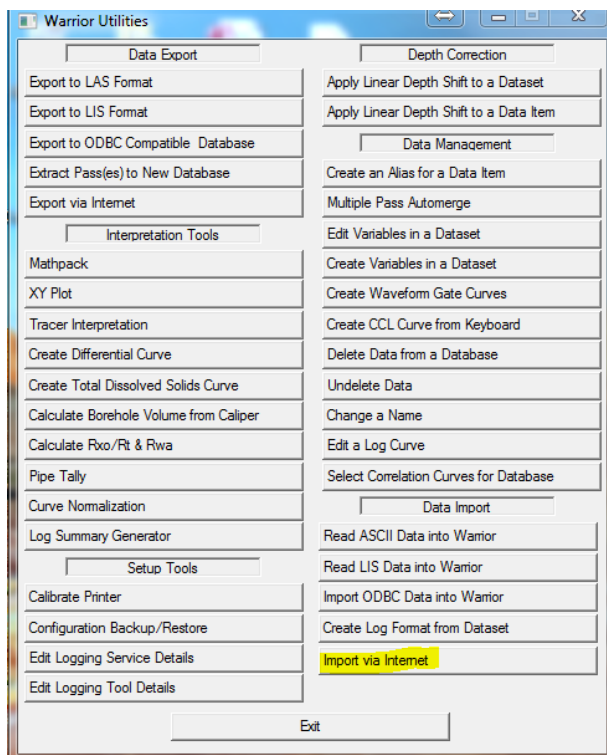 Warrior Utilities
Data Export
Export to LAS Format
Export to LIS Format
Export to ODBC Compatible Database
Extract Pass(es) to New Database
Export via Internet
Interpretation Tools
Mathpack
XY Plot
Tracer Interpretation
Create Differential Curve
Create Total Dissolved Solids Curve
Calculate Borehole Volume from Caliper
Calculate Rxo/Rt & Rwa
Pipe Tally
Curve Normalization
Log Summary Generator
Setup Tools
Calibrate Printer
Configuration Backup/Restore
Edit Logging Service Details
Edit Logging Tool Details
Depth Correction
Apply Linear Depth Shift to a Dataset
Apply Linear Depth Shift to a Data Item
Data Management
Create an Alias for a Data Item
Multiple Pass Automerge
Edit Variables in a Dataset
Create Variables in a Dataset
Create Waveform Gate Curves
Create CCL Curve from Keyboard
Delete Data from a Database
Undelete Data
Change a Name
Edit a Log Curve
Select Correlation Curves for Database
Data Import
Read ASCII Data into Warrior
Read LIS Data into Warrior
Import ODBC Data into Warrior
Create Log Format from Dataset
Import via Internet
Exit